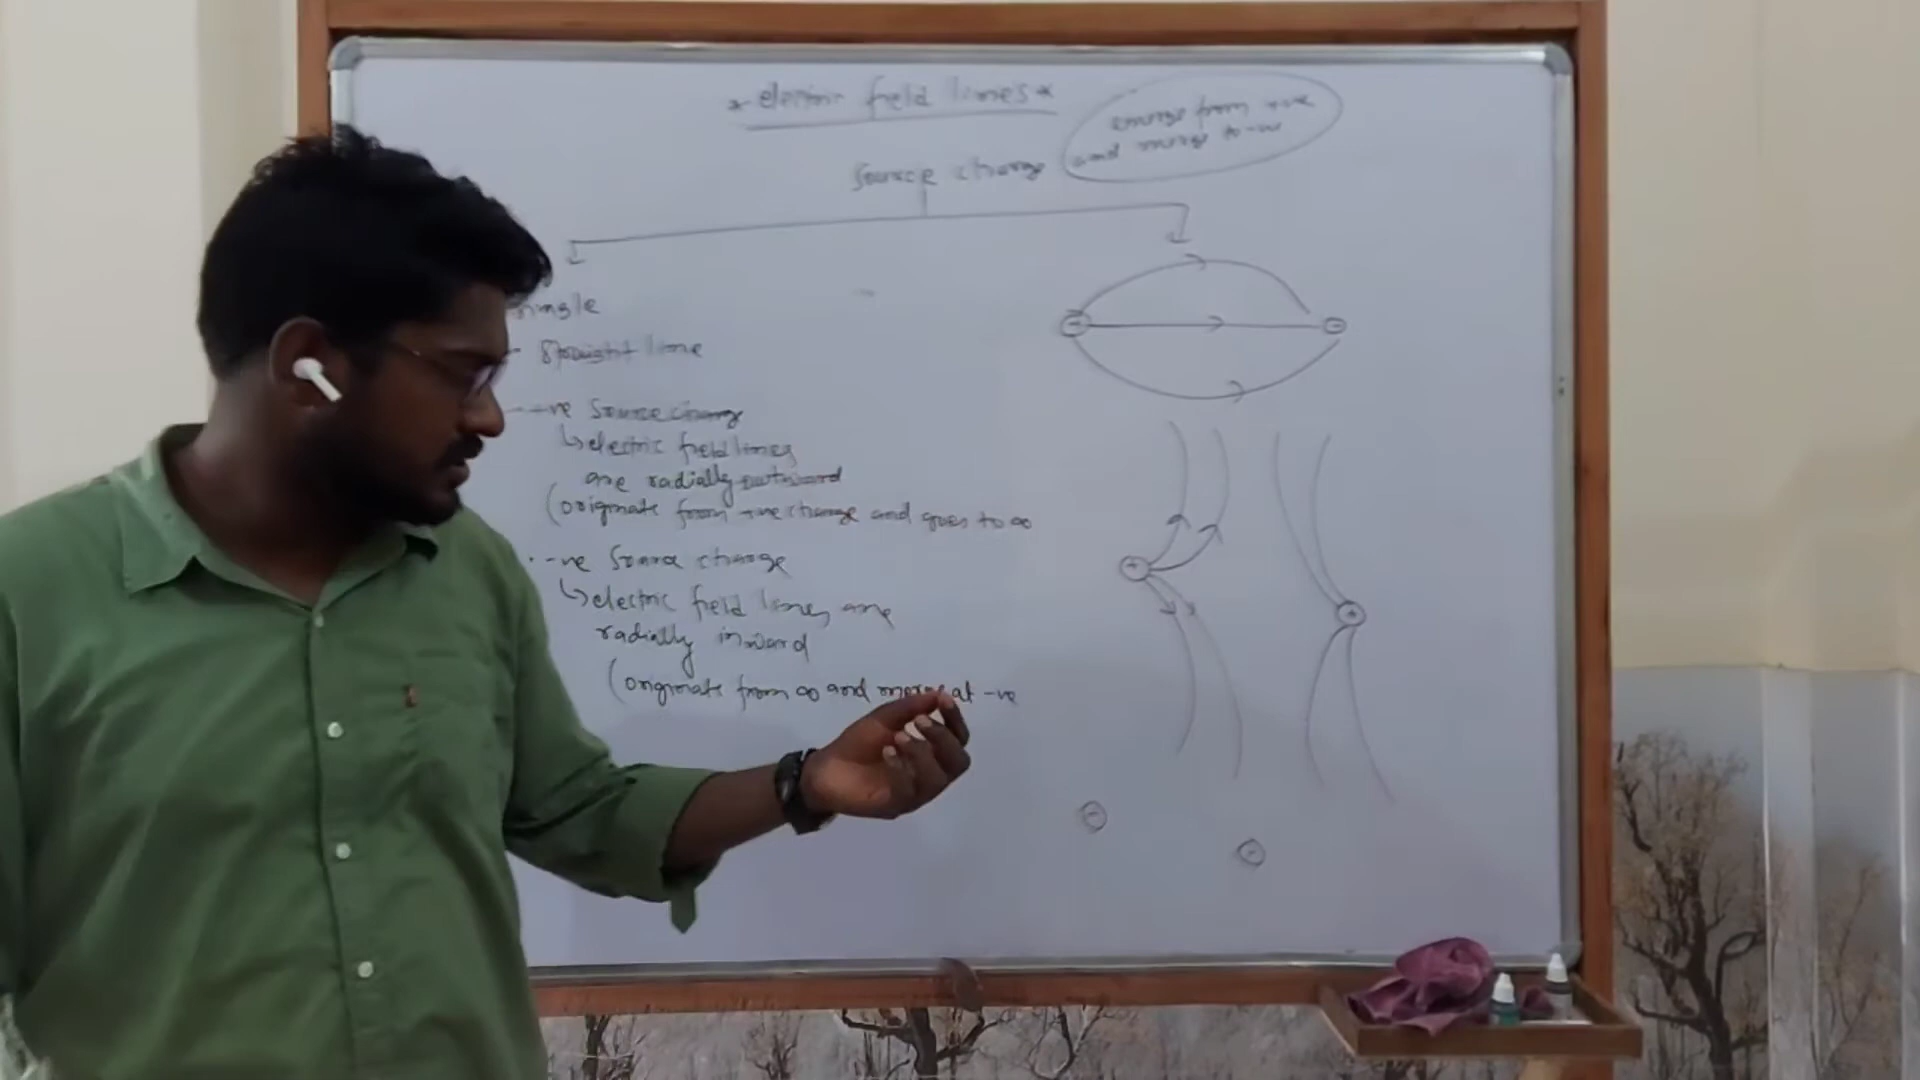 * electric field lines *
emerge from +ve
and merge to -ve
Source charge
single
straight line
+ve Source charge
↳ electric field lines
are radially outward
(originate from +ve charge and goes to ∞
• -ve Source charge
↳ electric field lines are
radially inward
(originate from ∞ and merge at -ve
+
-
+
+
-
-